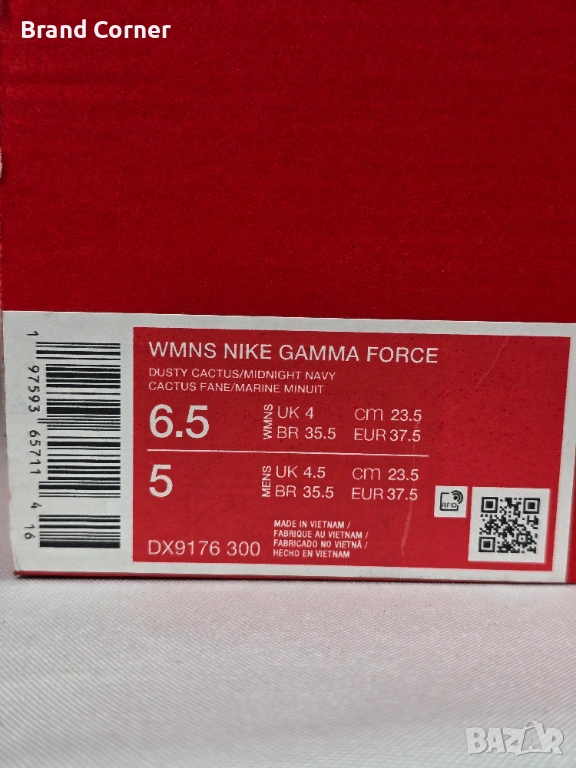 Brand Corner
WMNS NIKE GAMMA FORCE
DUSTY CACTUS/MIDNIGHT NAVY
CACTUS FANE/MARINE MINUIT
6.5 WMNS UK 4 cm 23.5
BR 35.5 EUR 37.5
5 MENS UK 4.5 cm 23.5
BR 35.5 EUR 37.5
MADE IN VIETNAM /
FABRIQUE AU VIETNAM /
FABRICADO NO VIETNÃ /
HECHO EN VIETNAM
DX9176 300
RFID
1 97593 65711 4 16
BAZAR